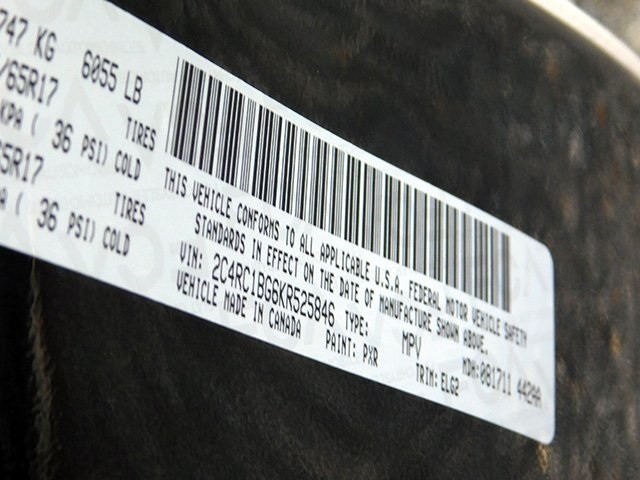 747 KG 6055 LB
/65R17 TIRES
KPA ( 36 PSI) COLD
65R17 TIRES
A ( 36 PSI) COLD
THIS VEHICLE CONFORMS TO ALL APPLICABLE U.S.A. FEDERAL MOTOR VEHICLE SAFETY
STANDARDS IN EFFECT ON THE DATE OF MANUFACTURE SHOWN ABOVE.
VIN: 2C4RC1BG6KR525846 TYPE: MPV MDH: 081711 442AA
VEHICLE MADE IN CANADA PAINT: PXR TRIM: ELG2